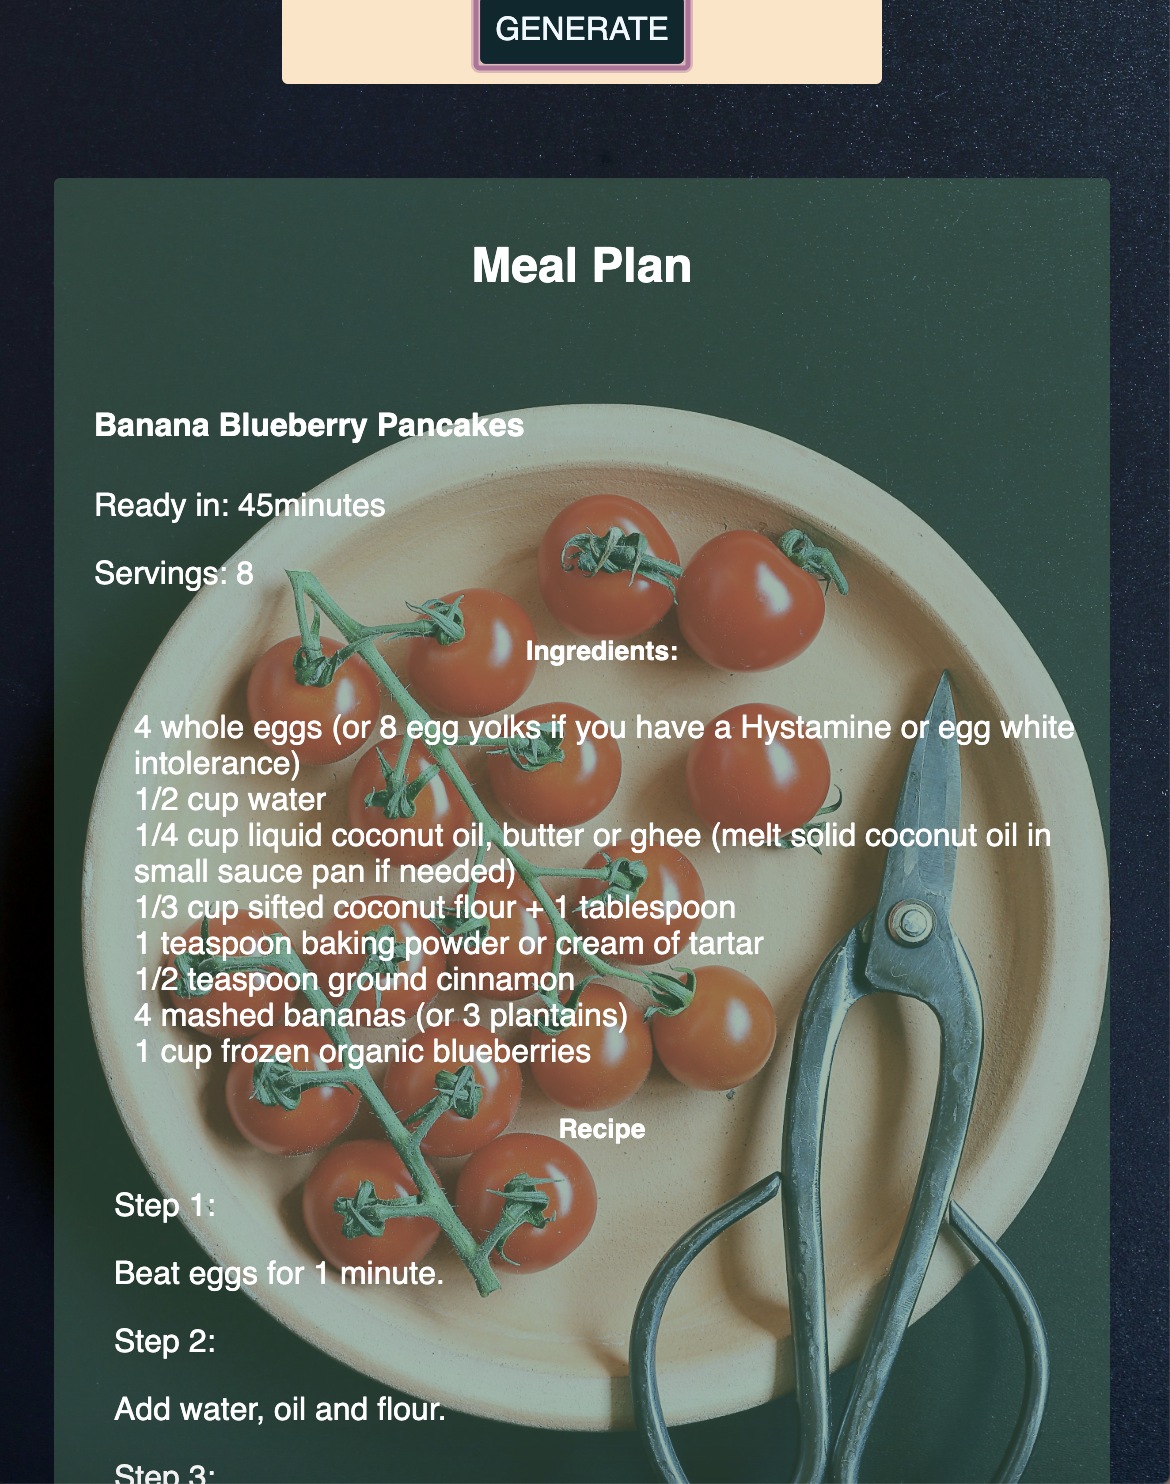 GENERATE
Meal Plan
Banana Blueberry Pancakes
Ready in: 45minutes
Servings: 8
Ingredients:
4 whole eggs (or 8 egg yolks if you have a Hystamine or egg white
intolerance)
1/2 cup water
1/4 cup liquid coconut oil, butter or ghee (melt solid coconut oil in
small sauce pan if needed)
1/3 cup sifted coconut flour + 1 tablespoon
1 teaspoon baking powder or cream of tartar
1/2 teaspoon ground cinnamon
4 mashed bananas (or 3 plantains)
1 cup frozen organic blueberries
Recipe
Step 1:
Beat eggs for 1 minute.
Step 2:
Add water, oil and flour.
Step 3: